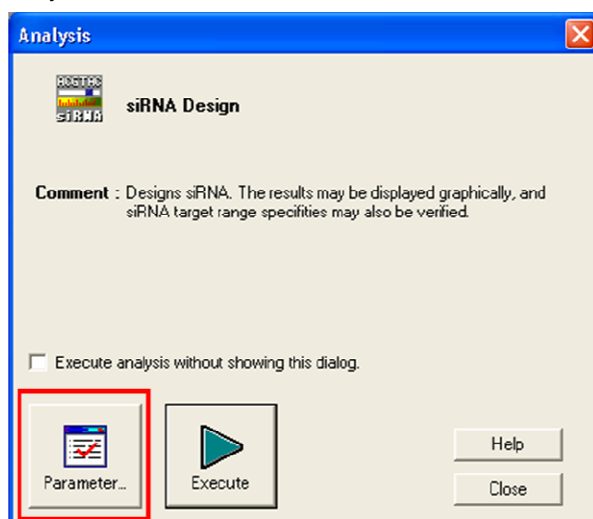 Analysis
siRNA
siRNA Design
Comment : Designs siRNA. The results may be displayed graphically, and
siRNA target range specifities may also be verified.
Execute analysis without showing this dialog.
Parameter...
Execute
Help
Close